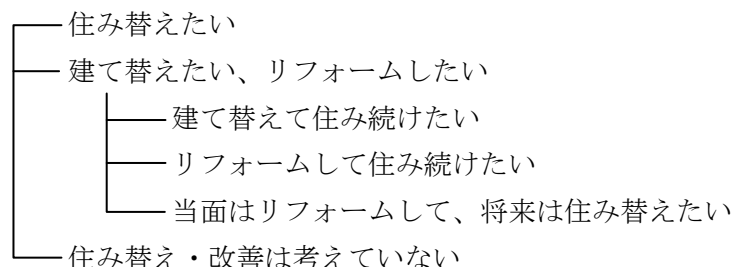 住み替えたい
建て替えたい、リフォームしたい
建て替えて住み続けたい
リフォームして住み続けたい
当面はリフォームして、将来は住み替えたい
住み替え・改善は考えていない